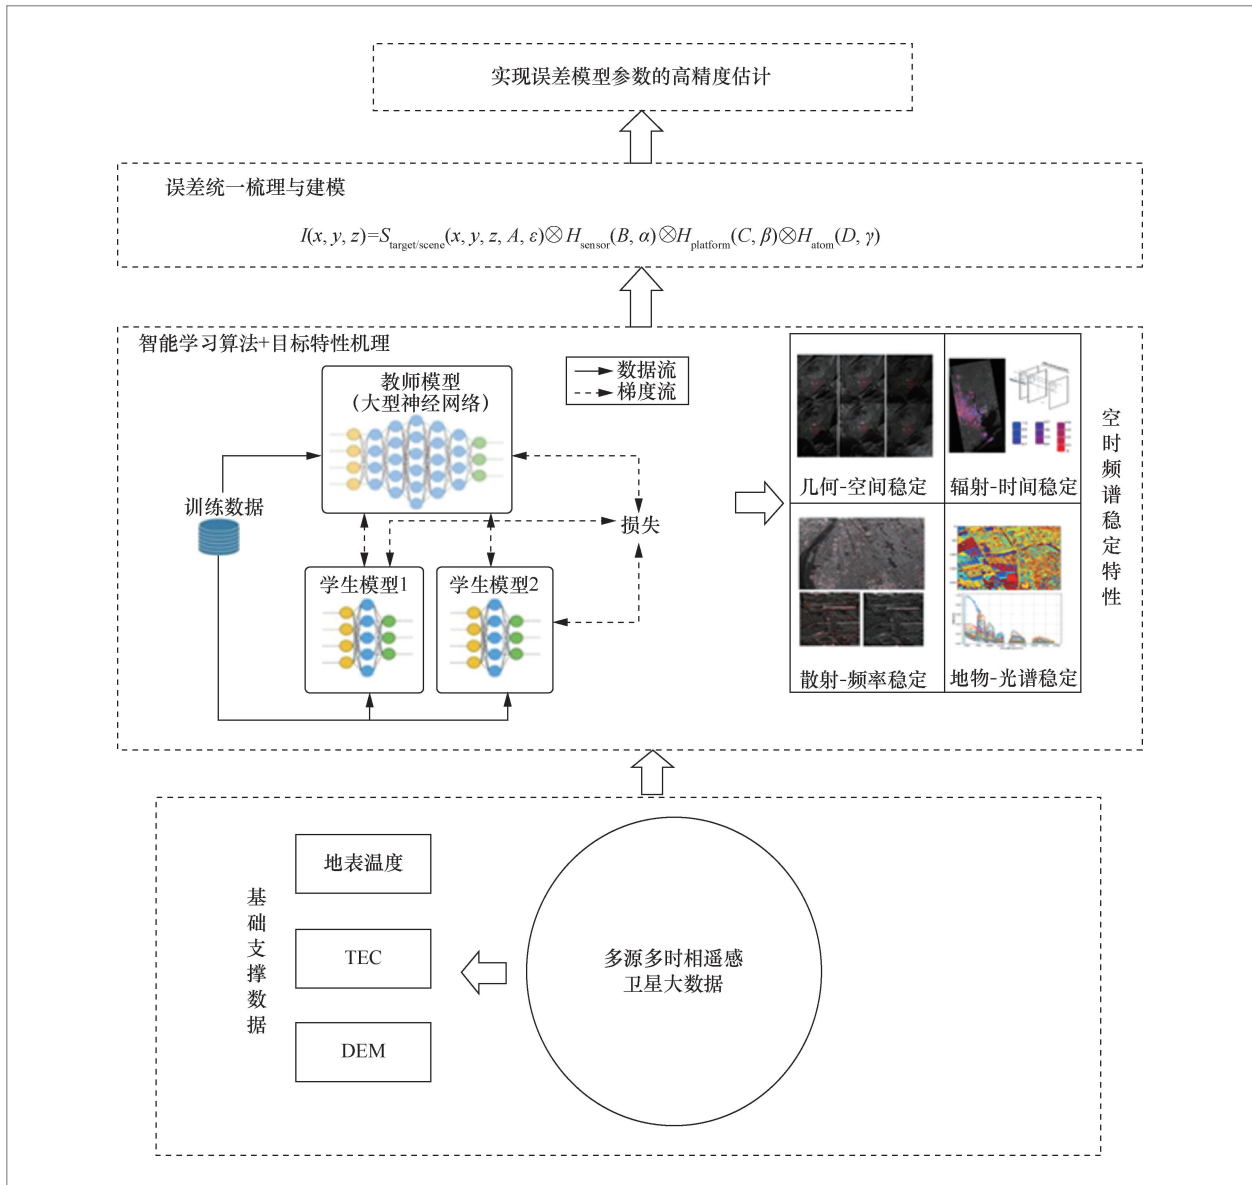 实现误差模型参数的高精度估计
误差统一梳理与建模
I(x, y, z)=S_target/scene(x, y, z, A, ε)⊗H_sensor(B, α)⊗H_platform(C, β)⊗H_atom(D, γ)
智能学习算法+目标特性机理
数据流
梯度流
教师模型
(大型神经网络)
训练数据
损失
学生模型1
学生模型2
几何-空间稳定
辐射-时间稳定
散射-频率稳定
地物-光谱稳定
空时频谱稳定特性
基础支撑数据
地表温度
TEC
DEM
多源多时相遥感
卫星大数据